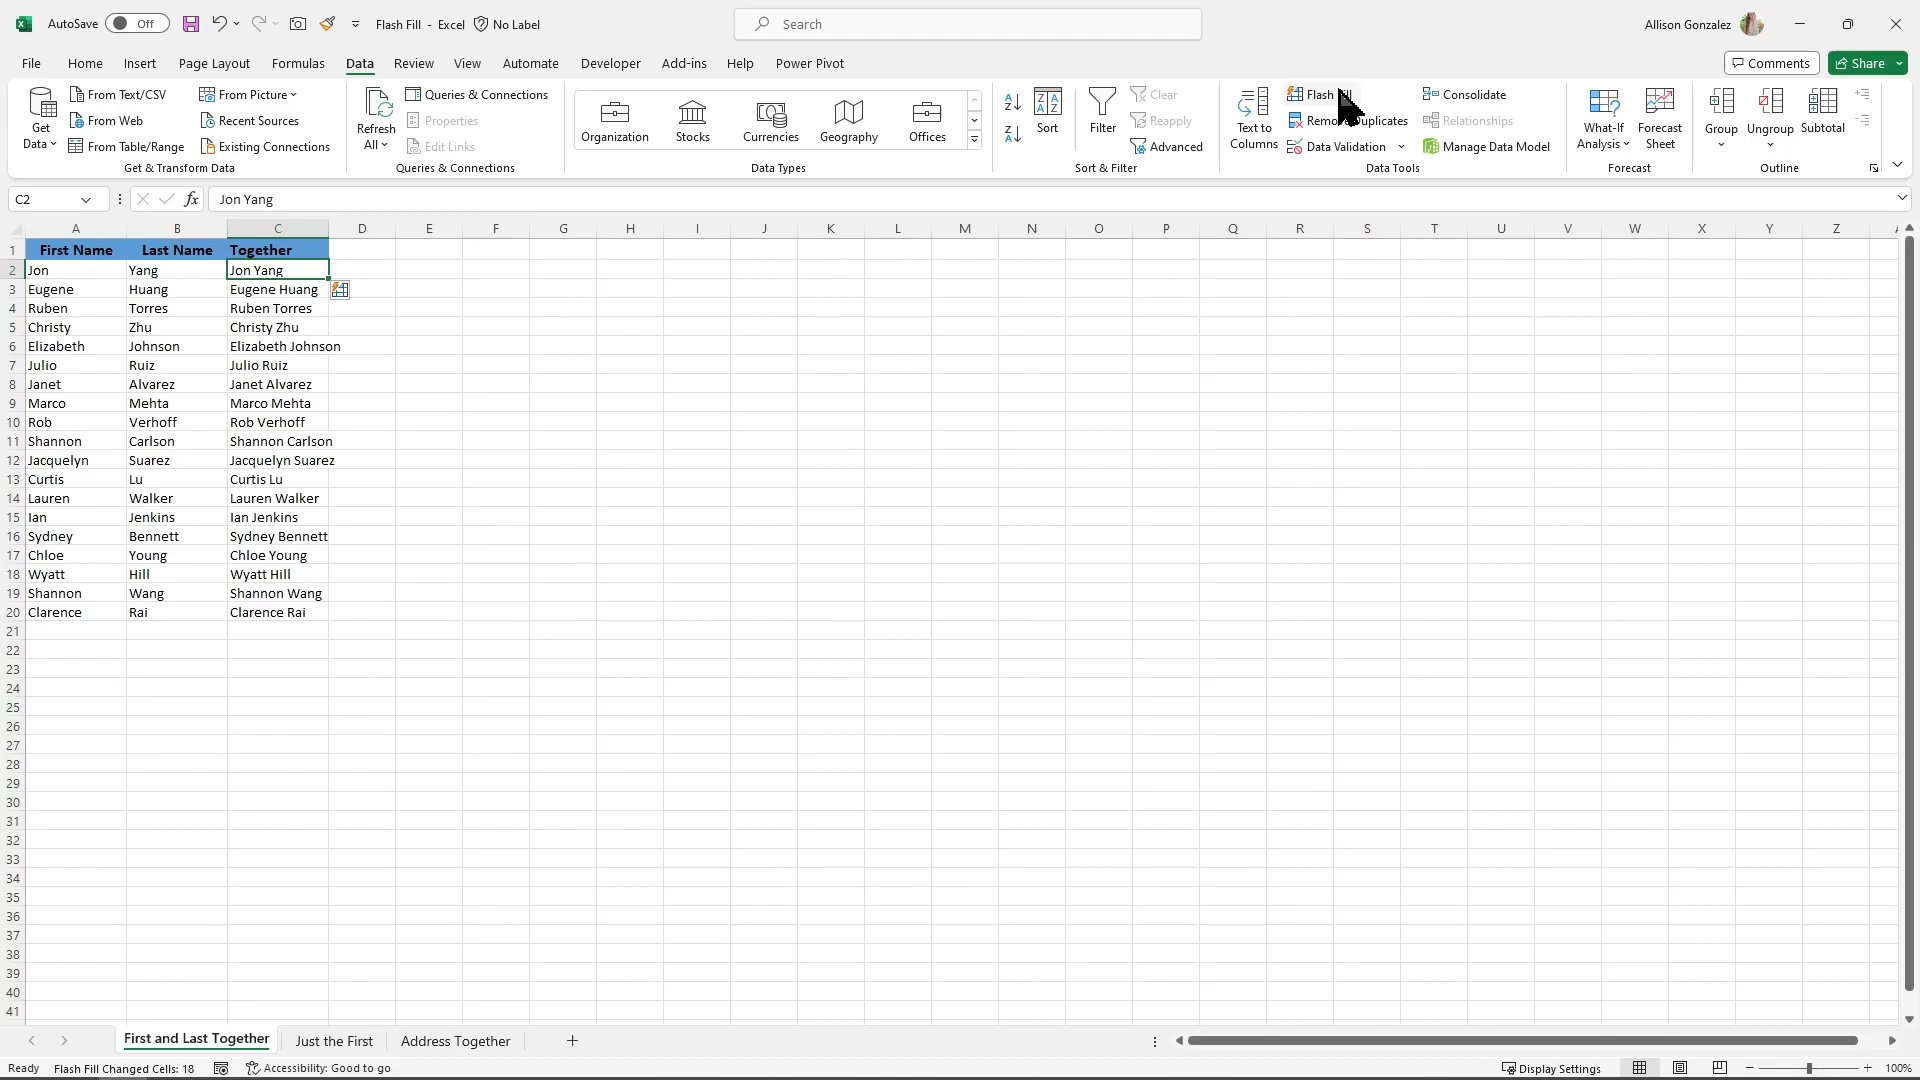 AutoSave Off Flash Fill - Excel No Label Search Allison Gonzalez
File Home Insert Page Layout Formulas Data Review View Automate Developer Add-ins Help Power Pivot Comments Share
Get Data
From Text/CSV
From Web
From Table/Range
From Picture
Recent Sources
Existing Connections
Get & Transform Data
Refresh All
Queries & Connections
Properties
Edit Links
Queries & Connections
Organization Stocks Currencies Geography Offices
Data Types
Sort
Filter
Clear
Reapply
Advanced
Sort & Filter
Text to Columns
Flash
Data Validation
Consolidate
Relationships
Manage Data Model
Data Tools
What-If Analysis
Forecast Sheet
Forecast
Group Ungroup Subtotal
Outline
C2 fx Jon Yang
A B C D E F G H I J K L M N O P Q R S T U V W X Y Z
1 First Name Last Name Together
2 Jon Yang Jon Yang
3 Eugene Huang Eugene Huang
4 Ruben Torres Ruben Torres
5 Christy Zhu Christy Zhu
6 Elizabeth Johnson Elizabeth Johnson
7 Julio Ruiz Julio Ruiz
8 Janet Alvarez Janet Alvarez
9 Marco Mehta Marco Mehta
10 Rob Verhoff Rob Verhoff
11 Shannon Carlson Shannon Carlson
12 Jacquelyn Suarez Jacquelyn Suarez
13 Curtis Lu Curtis Lu
14 Lauren Walker Lauren Walker
15 Ian Jenkins Ian Jenkins
16 Sydney Bennett Sydney Bennett
17 Chloe Young Chloe Young
18 Wyatt Hill Wyatt Hill
19 Shannon Wang Shannon Wang
20 Clarence Rai Clarence Rai
21
22
23
24
25
26
27
28
29
30
31
32
33
34
35
36
37
38
39
40
41
First and Last Together Just the First Address Together
Ready Flash Fill Changed Cells: 18 Accessibility: Good to go Display Settings 100%